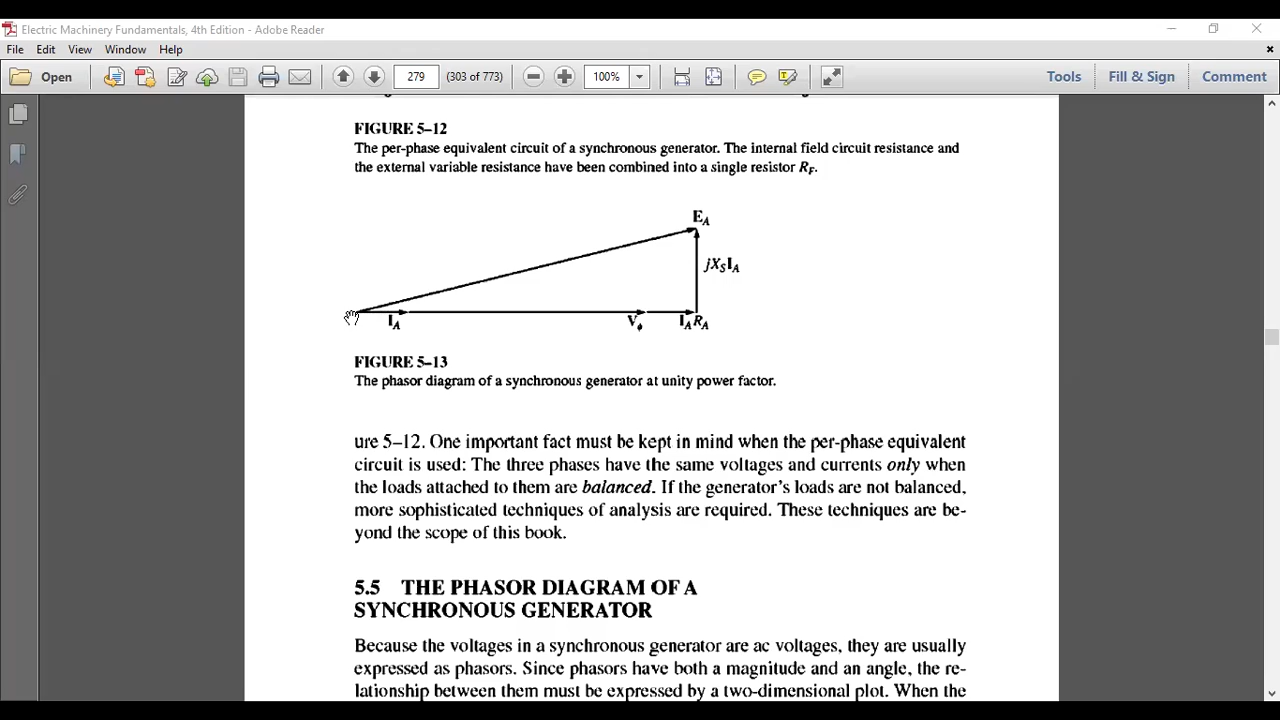 Electric Machinery Fundamentals, 4th Edition - Adobe Reader
File Edit View Window Help
Open 279 (303 of 773) 100% Tools Fill & Sign Comment
FIGURE 5–12
The per-phase equivalent circuit of a synchronous generator. The internal field circuit resistance and
the external variable resistance have been combined into a single resistor R_F.
E_A
jX_S I_A
I_A V_ϕ I_A R_A
FIGURE 5–13
The phasor diagram of a synchronous generator at unity power factor.
ure 5–12. One important fact must be kept in mind when the per-phase equivalent
circuit is used: The three phases have the same voltages and currents only when
the loads attached to them are balanced. If the generator's loads are not balanced,
more sophisticated techniques of analysis are required. These techniques are be-
yond the scope of this book.
5.5 THE PHASOR DIAGRAM OF A
SYNCHRONOUS GENERATOR
Because the voltages in a synchronous generator are ac voltages, they are usually
expressed as phasors. Since phasors have both a magnitude and an angle, the re-
lationship between them must be expressed by a two-dimensional plot. When the